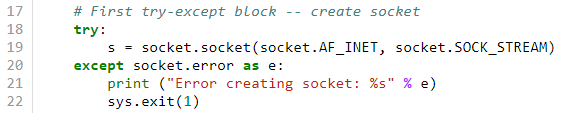 17 # First try-except block -- create socket
18 try:
19 s = socket.socket(socket.AF_INET, socket.SOCK_STREAM)
20 except socket.error as e:
21 print ("Error creating socket: %s" % e)
22 sys.exit(1)